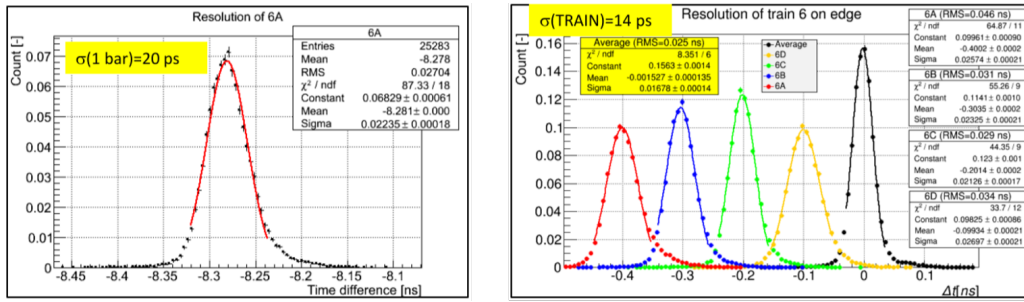 Resolution of 6A
σ(1 bar)=20 ps
6A
Entries 25283
Mean -8.278
RMS 0.02704
χ² / ndf 87.33 / 18
Constant 0.06829 ± 0.00061
Mean -8.281 ± 0.000
Sigma 0.02235 ± 0.00018
Count [-]
0.07
0.06
0.05
0.04
0.03
0.02
0.01
0
-8.45 -8.4 -8.35 -8.3 -8.25 -8.2 -8.15 -8.1
Time difference [ns]
σ(TRAIN)=14 ps
Resolution of train 6 on edge
Average (RMS=0.025 ns)
χ² / ndf 8.351 / 6
Constant 0.1563 ± 0.0014
Mean -0.001527 ± 0.000135
Sigma 0.01678 ± 0.00014
Average
6D
6C
6B
6A
6A (RMS=0.046 ns)
χ² / ndf 64.87 / 11
Constant 0.09961 ± 0.00090
Mean -0.4002 ± 0.0002
Sigma 0.02574 ± 0.00021
6B (RMS=0.031 ns)
χ² / ndf 55.26 / 9
Constant 0.1141 ± 0.0010
Mean -0.3035 ± 0.0002
Sigma 0.02325 ± 0.00021
6C (RMS=0.029 ns)
χ² / ndf 44.35 / 9
Constant 0.123 ± 0.001
Mean -0.2014 ± 0.0002
Sigma 0.02126 ± 0.00017
6D (RMS=0.034 ns)
χ² / ndf 33.7 / 12
Constant 0.09825 ± 0.00086
Mean -0.09934 ± 0.00021
Sigma 0.02697 ± 0.00021
Count [-]
0.16
0.14
0.12
0.1
0.08
0.06
0.04
0.02
0
-0.4 -0.3 -0.2 -0.1 0 0.1
Δt[ns]